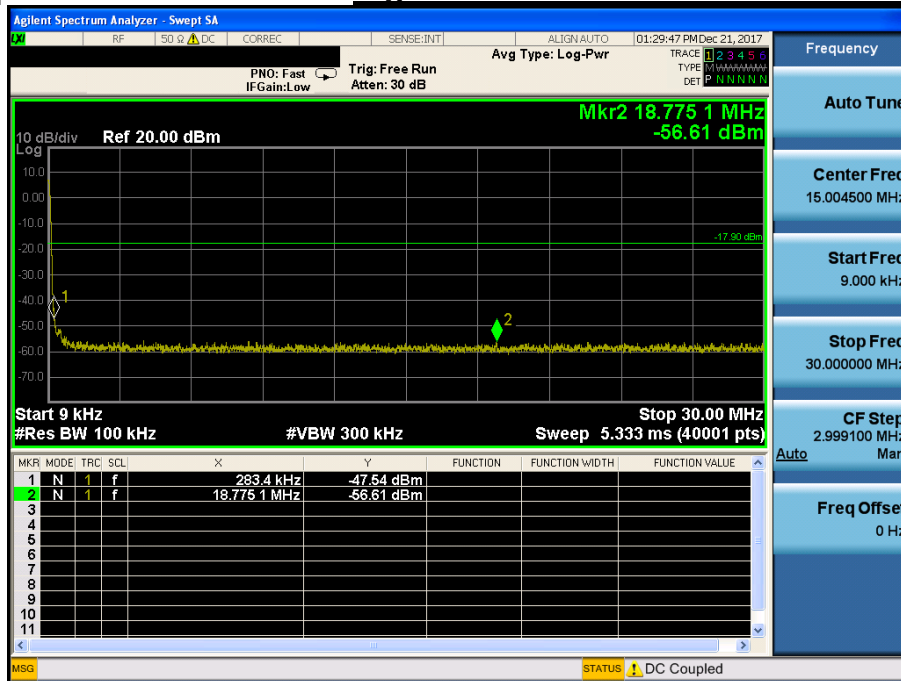 Agilent Spectrum Analyzer - Swept SA
LXI RF 50 Ω DC CORREC SENSE:INT ALIGN AUTO 01:29:47 PM Dec 21, 2017
PNO: Fast Trig: Free Run Avg Type: Log-Pwr TRACE 1 2 3 4 5 6
IFGain:Low Atten: 30 dB TYPE M W W W W W
DET P N N N N N
Mkr2 18.775 1 MHz
-56.61 dBm
10 dB/div Ref 20.00 dBm
Log
10.0
0.00
-10.0
-17.90 dBm
-20.0
-30.0
-40.0
1
-50.0
2
-60.0
-70.0
Start 9 kHz Stop 30.00 MHz
#Res BW 100 kHz #VBW 300 kHz Sweep 5.333 ms (40001 pts)
MKR MODE TRC SCL X Y FUNCTION FUNCTION WIDTH FUNCTION VALUE
1 N 1 f 283.4 kHz -47.54 dBm
2 N 1 f 18.775 1 MHz -56.61 dBm
3
4
5
6
7
8
9
10
11
MSG STATUS DC Coupled
Frequency
Auto Tune
Center Freq
15.004500 MHz
Start Freq
9.000 kHz
Stop Freq
30.000000 MHz
CF Step
2.999100 MHz
Auto Man
Freq Offset
0 Hz